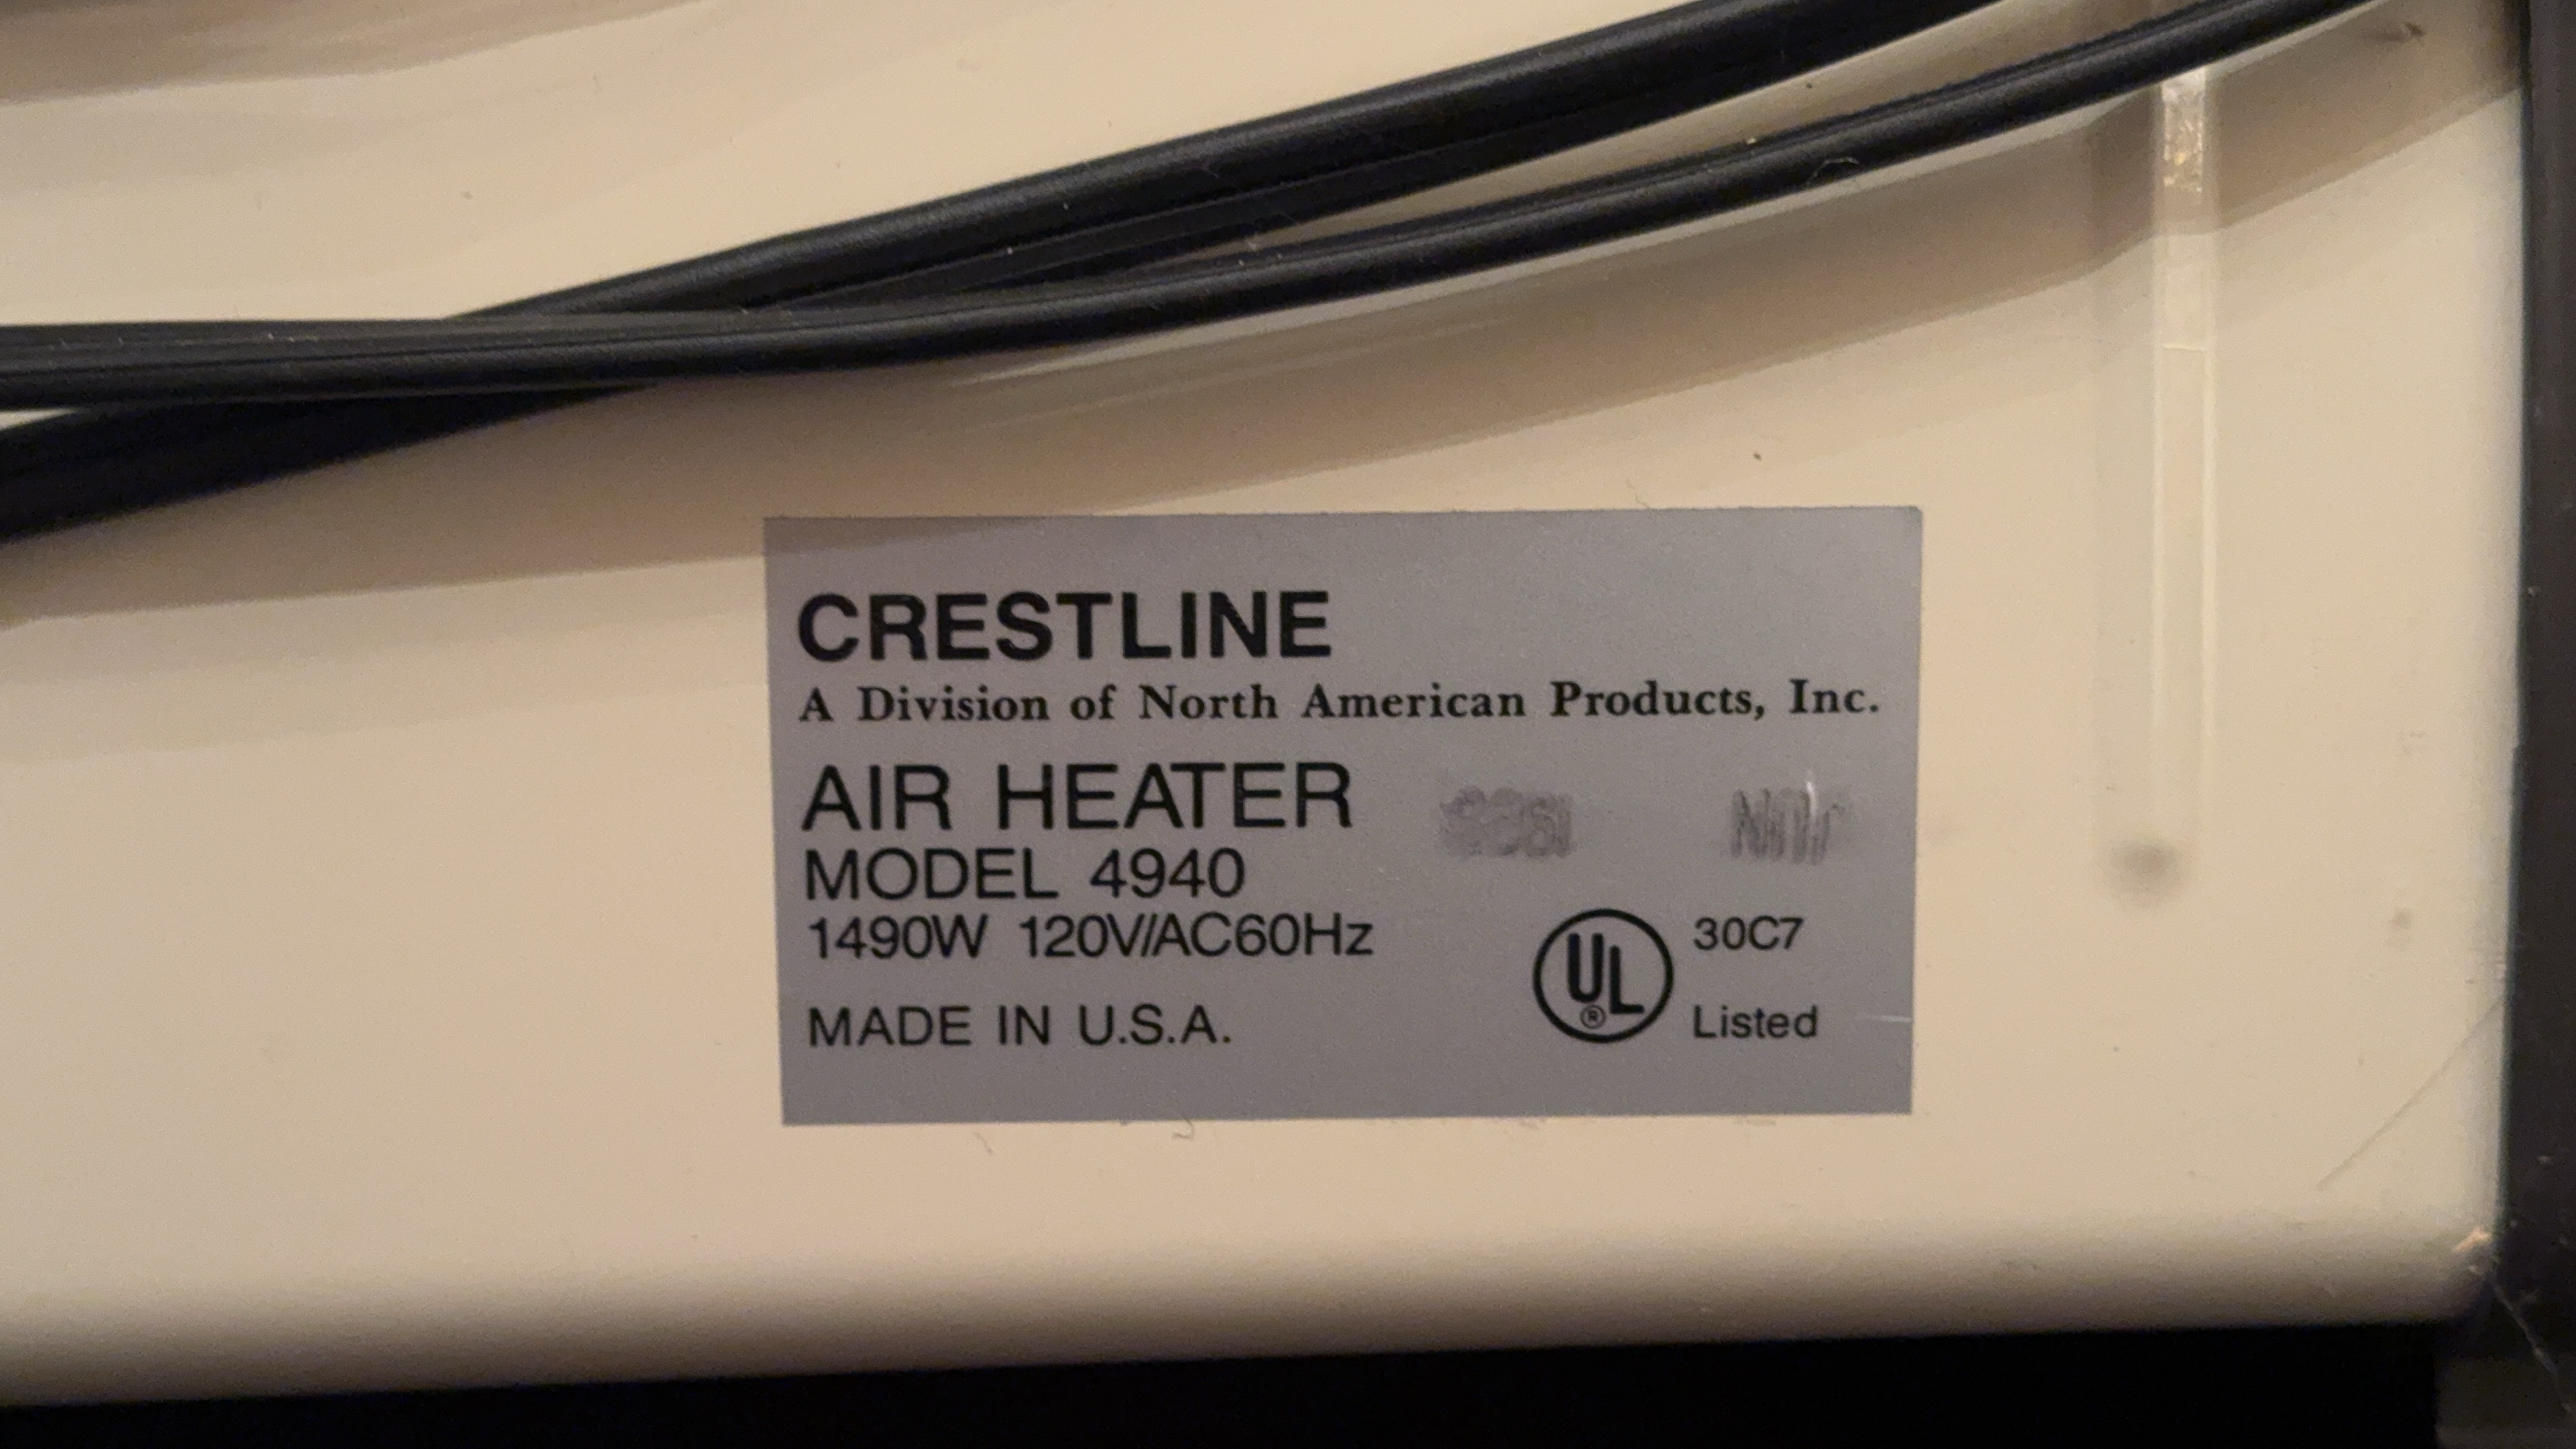 CRESTLINE
A Division of North American Products, Inc.
AIR HEATER
MODEL 4940
1490W 120V//AC60Hz
MADE IN U.S.A.
UL ®
30C7
Listed